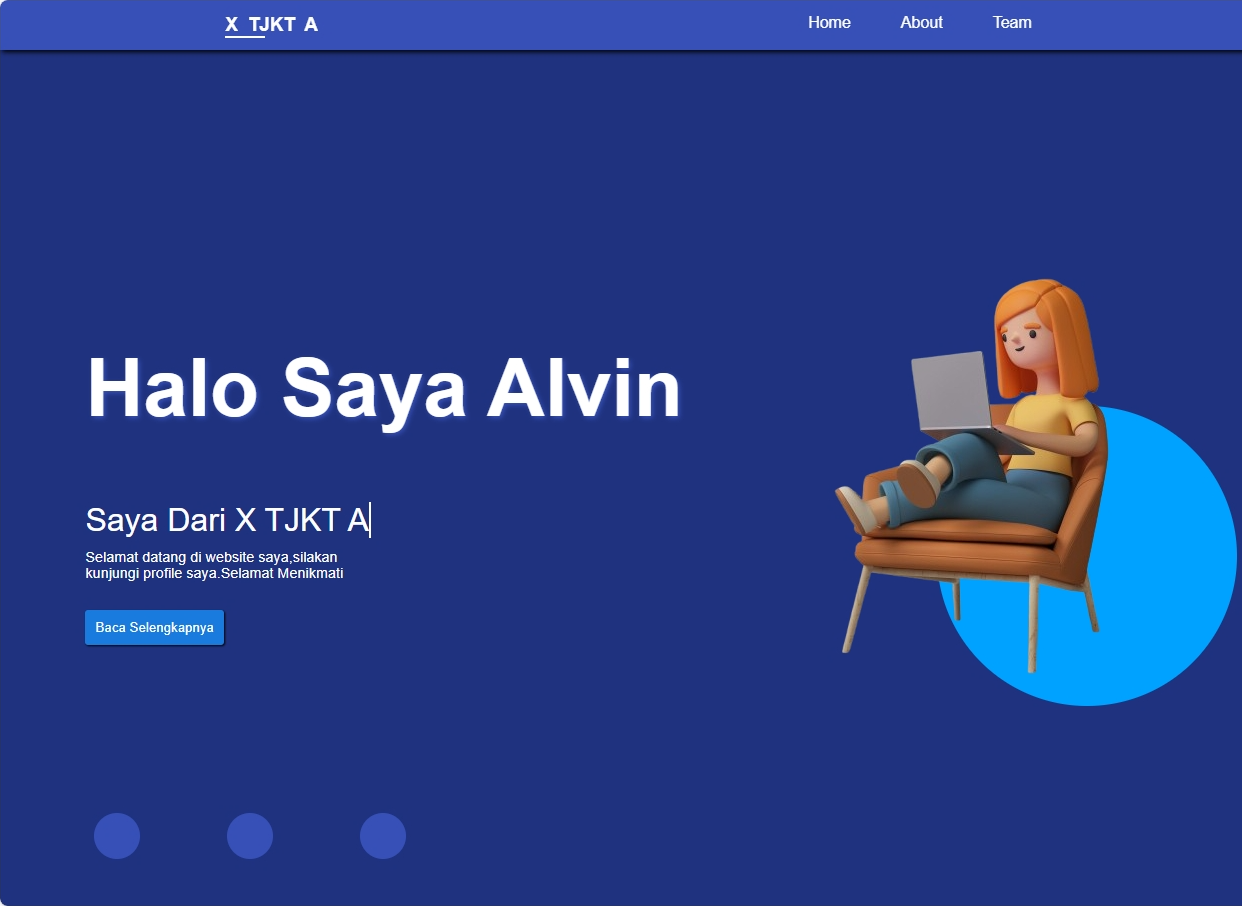 X TJKT A
Home
About
Team
Halo Saya Alvin
Saya Dari X TJKT A
Selamat datang di website saya,silakan
kunjungi profile saya.Selamat Menikmati
Baca Selengkapnya